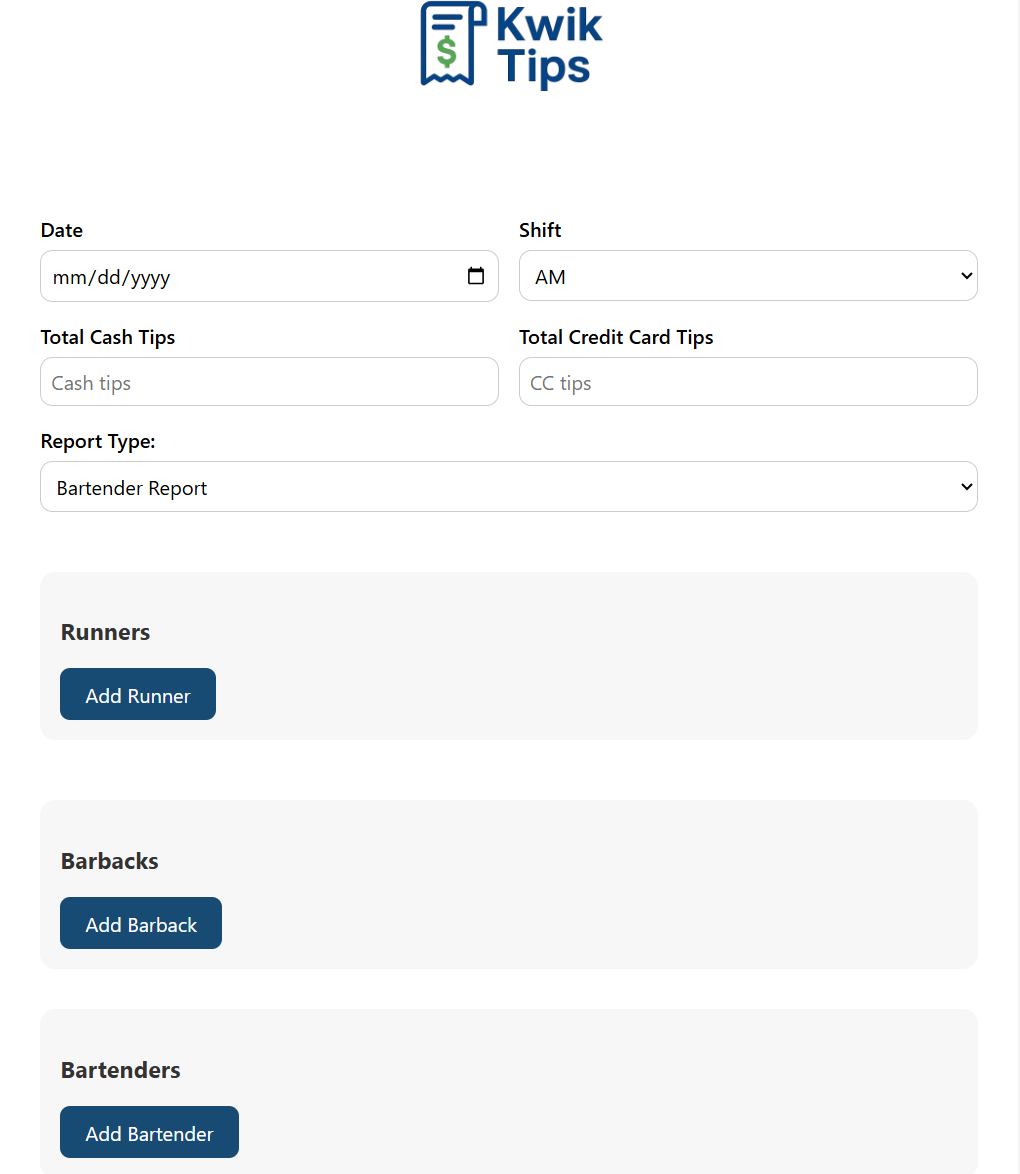 Kwik
Tips
$
Date
Shift
mm/dd/yyyy
AM
Total Cash Tips
Total Credit Card Tips
Cash tips
CC tips
Report Type:
Bartender Report
Runners
Add Runner
Barbacks
Add Barback
Bartenders
Add Bartender